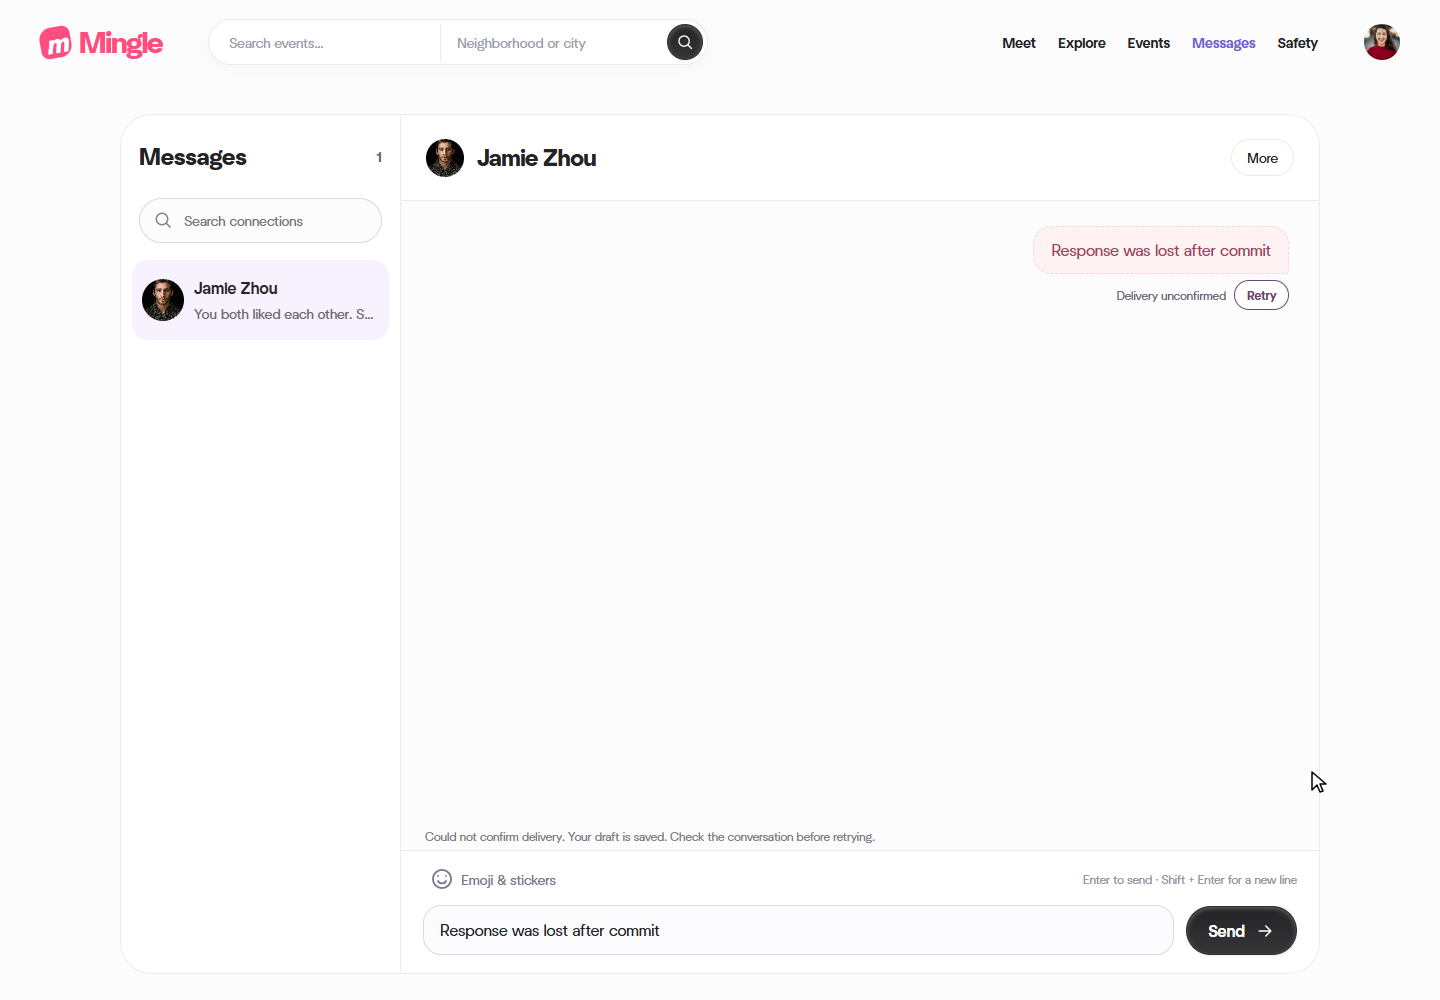 m Mingle
Search events...
Neighborhood or city
Meet
Explore
Events
Messages
Safety
Messages
1
Search connections
Jamie Zhou
You both liked each other. S...
Jamie Zhou
More
Response was lost after commit
Delivery unconfirmed
Retry
Could not confirm delivery. Your draft is saved. Check the conversation before retrying.
Emoji & stickers
Enter to send · Shift + Enter for a new line
Response was lost after commit
Send